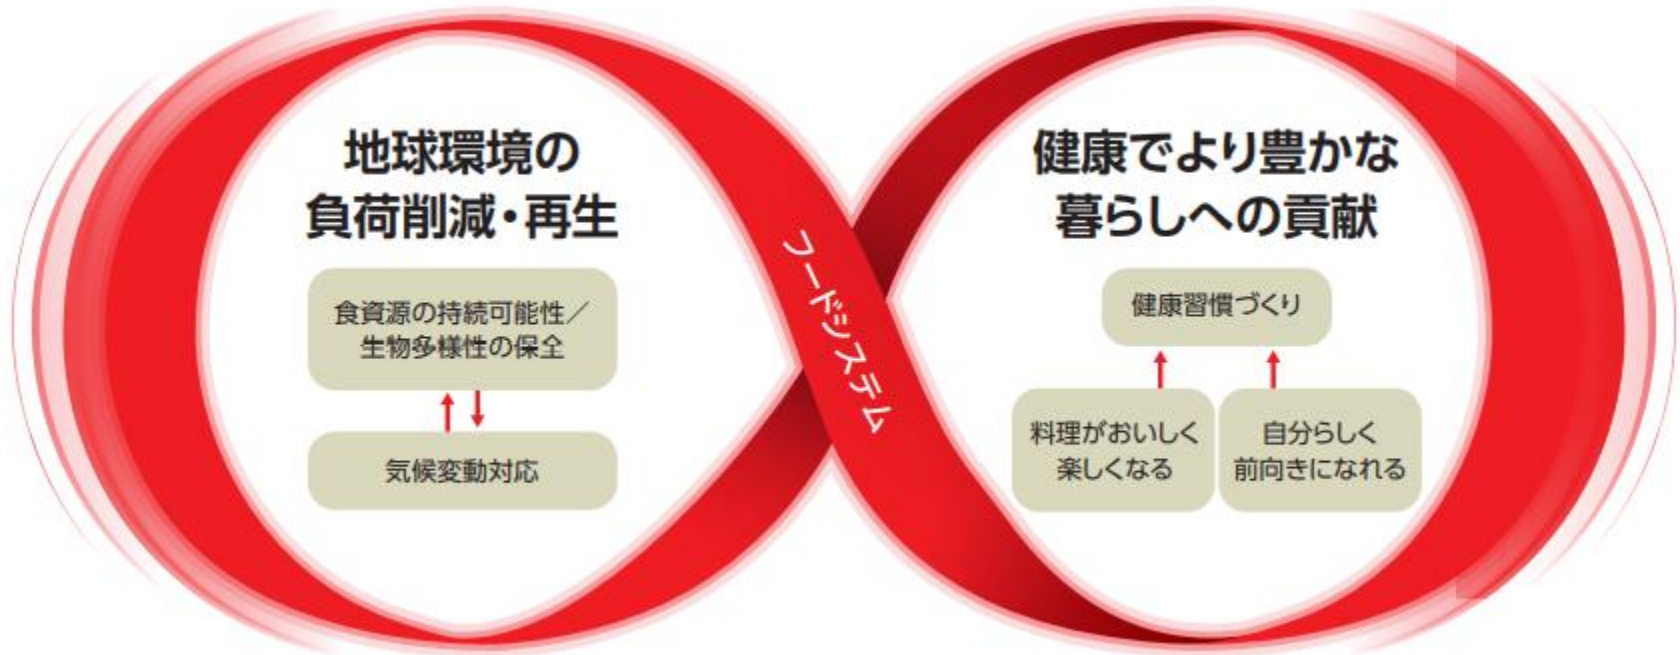 地球環境の
負荷削減・再生
食資源の持続可能性／
生物多様性の保全
気候変動対応
フードシステム
健康でより豊かな
暮らしへの貢献
健康習慣づくり
料理がおいしく
楽しくなる
自分らしく
前向きになれる